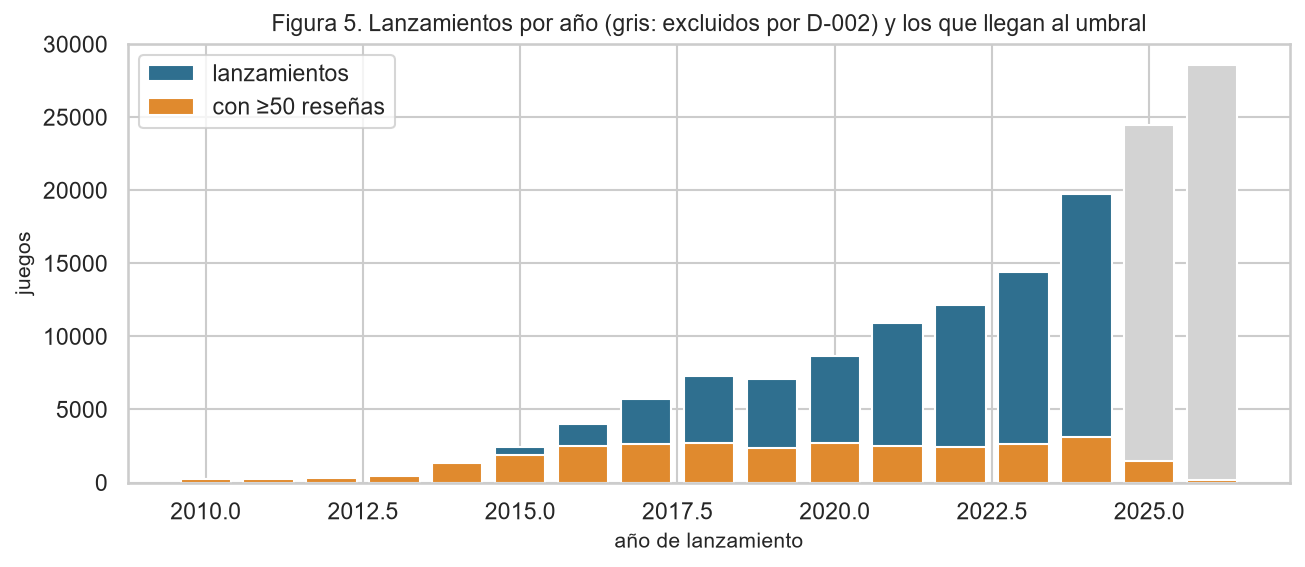 Figura 5. Lanzamientos por año (gris: excluidos por D-002) y los que llegan al umbral
30000
25000
20000
15000
10000
5000
0
juegos
lanzamientos
con ≥50 reseñas
2010.0
2012.5
2015.0
2017.5
2020.0
2022.5
2025.0
año de lanzamiento